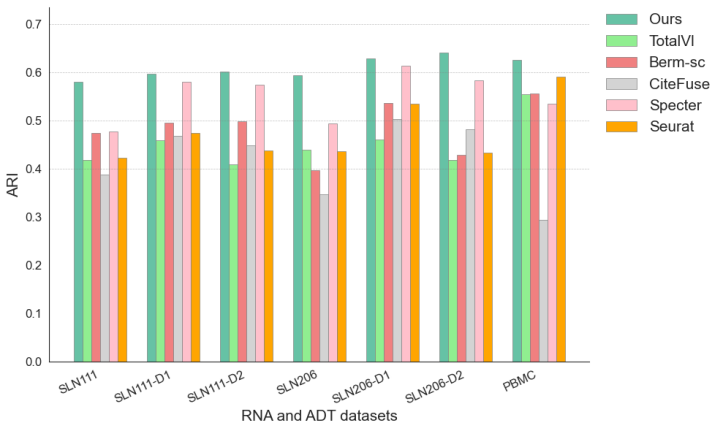 0.7
0.6
0.5
0.4
0.3
0.2
0.1
0.0
ARI
SLN111
SLN111-D1
SLN111-D2
SLN206
SLN206-D1
SLN206-D2
PBMC
RNA and ADT datasets
Ours
TotalVI
Berm-sc
CiteFuse
Specter
Seurat